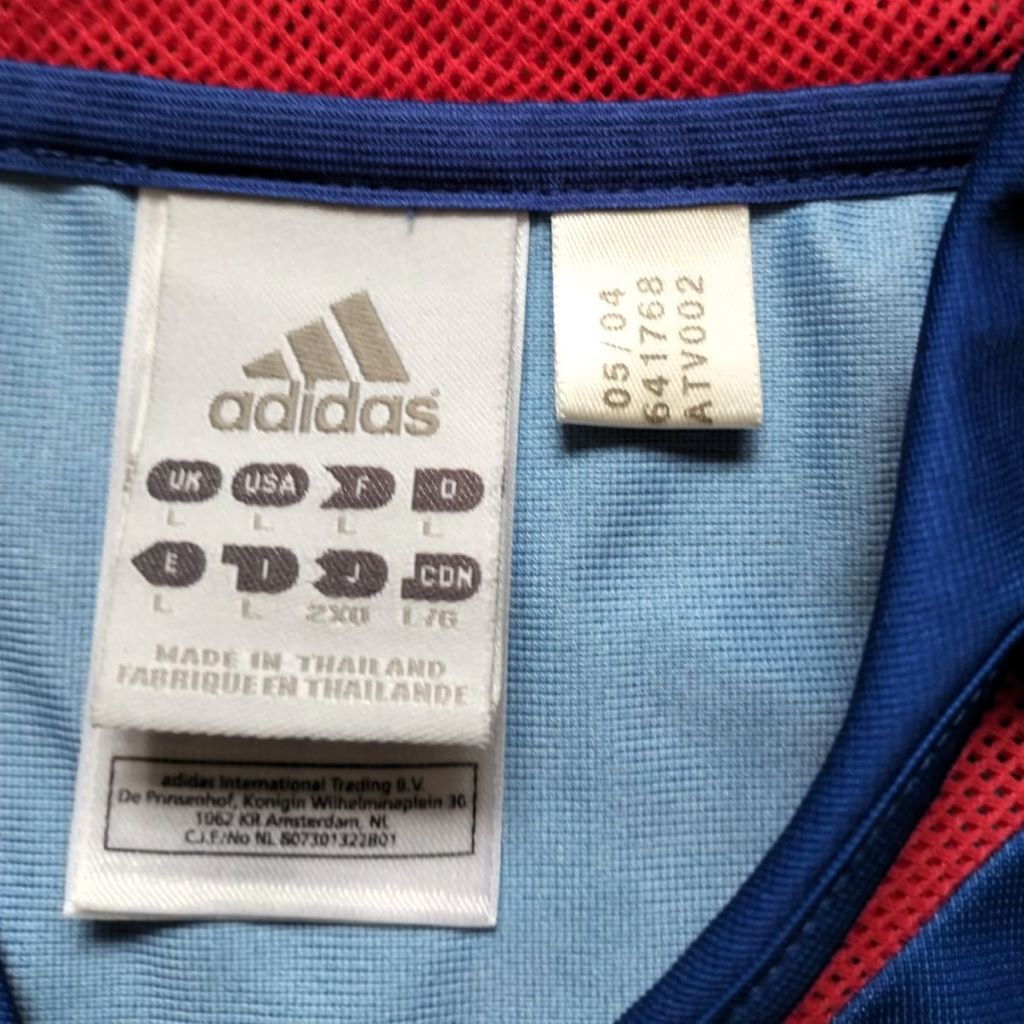 adidas
UK USA F D
L L L L
E I J CDN
L L 2XO L/G
MADE IN THAILAND
FABRIQUE EN THAILANDE
adidas International Trading B.V.
De Prinsenhof, Konigin Wilhelminaplein 30
1062 KR Amsterdam, NL
C.I.F./No NL 807301322B01
05/04
641768
ATV002